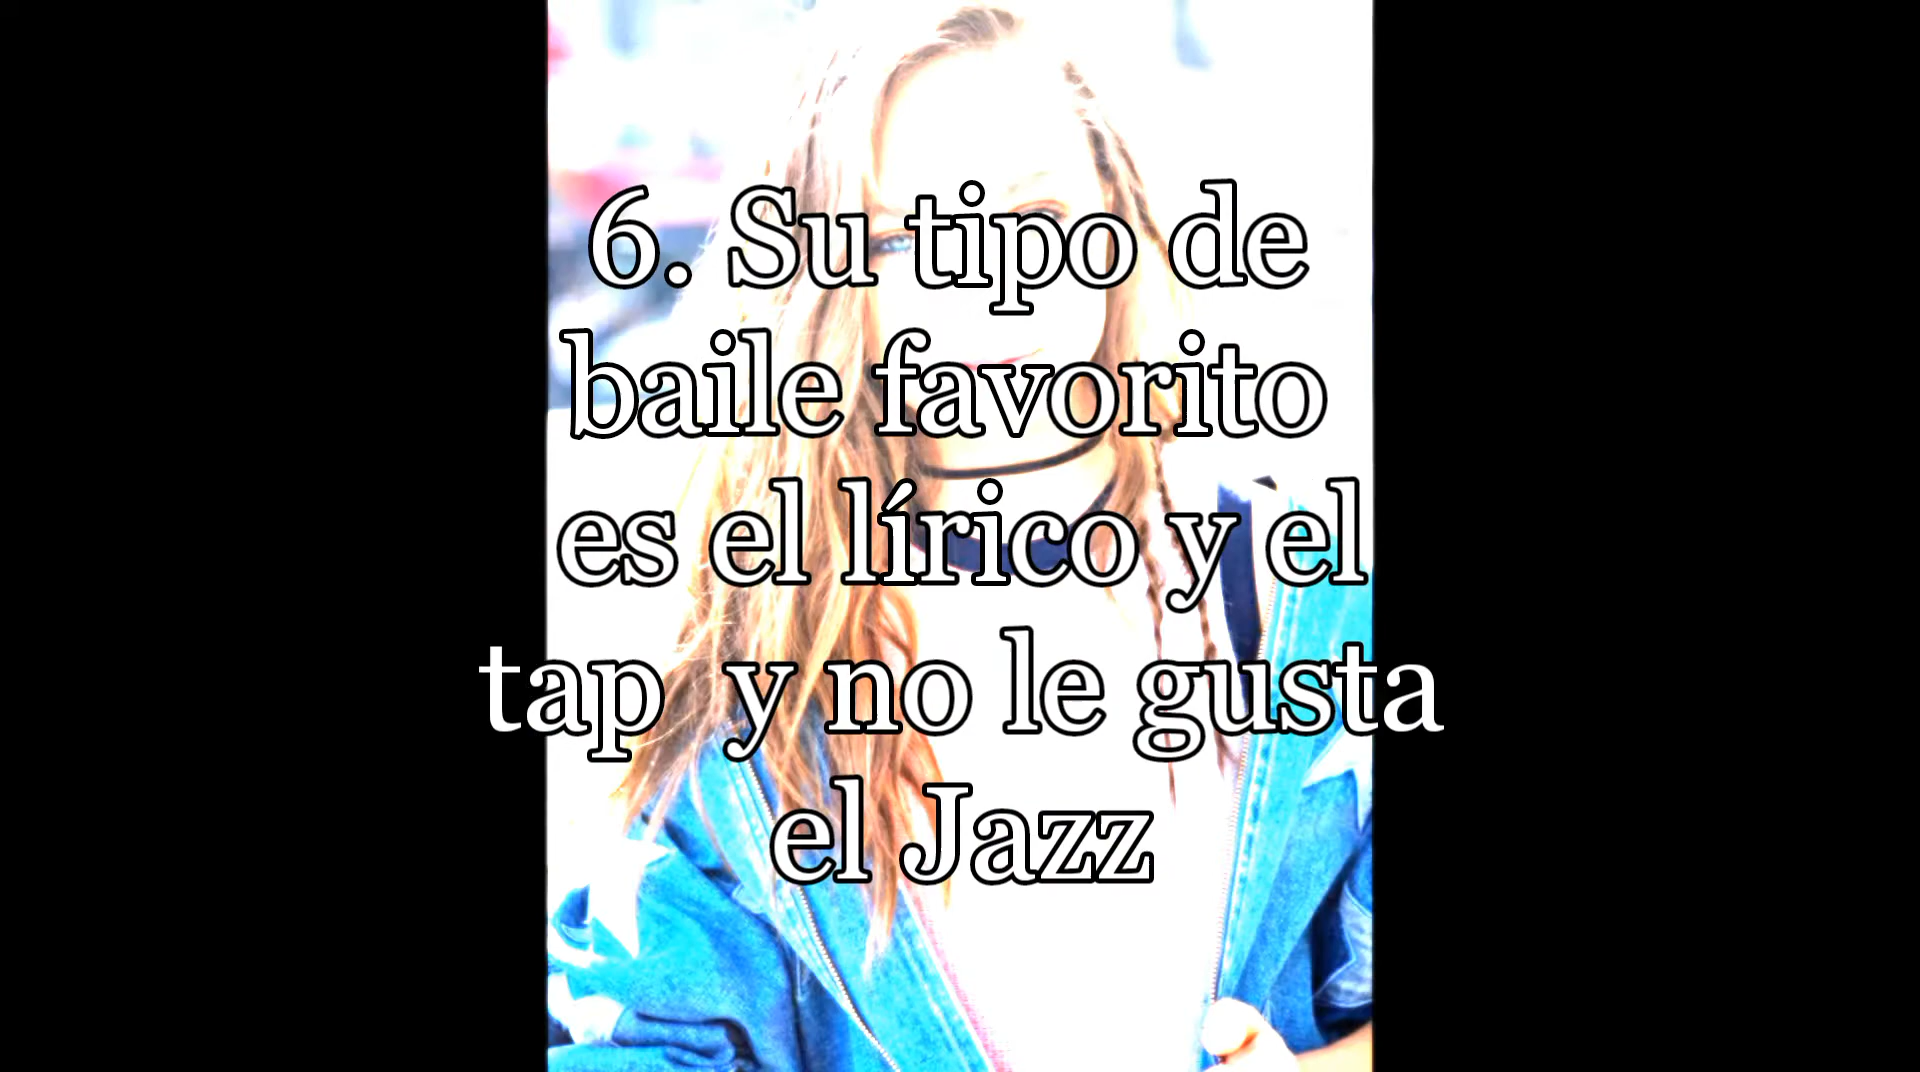 6. Su tipo de
baile favorito
es el lírico y el
tap  y no le gusta
el Jazz